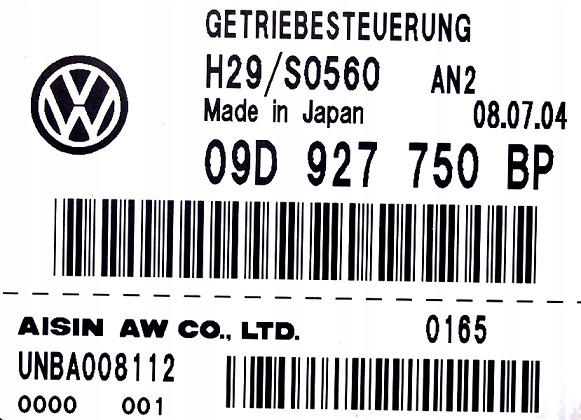 GETRIEBESTEUERUNG
H29/S0560 AN2
Made in Japan 08.07.04
09D 927 750 BP
AISIN AW CO., LTD. 0165
UNBA008112
0000 001